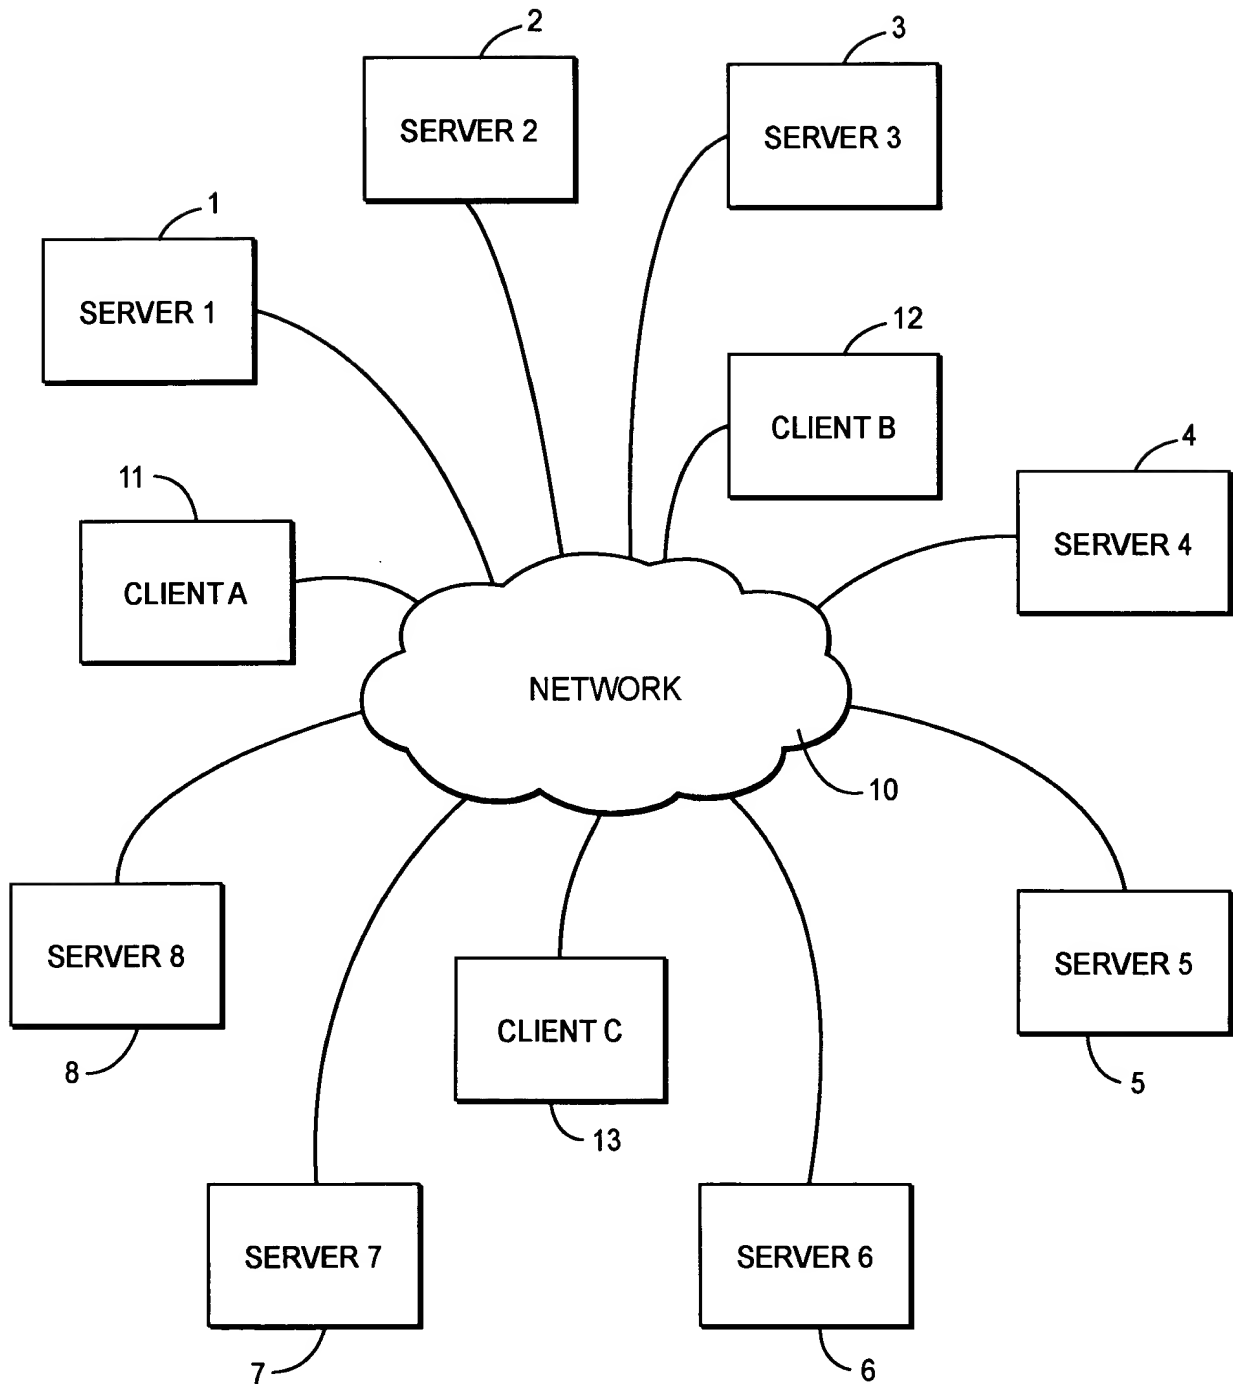 2
3
SERVER 2
SERVER 3
1
SERVER 1
12
CLIENT B
4
11
SERVER 4
CLIENT A
NETWORK
10
SERVER 8
SERVER 5
CLIENT C
8
5
13
SERVER 7
SERVER 6
7
6